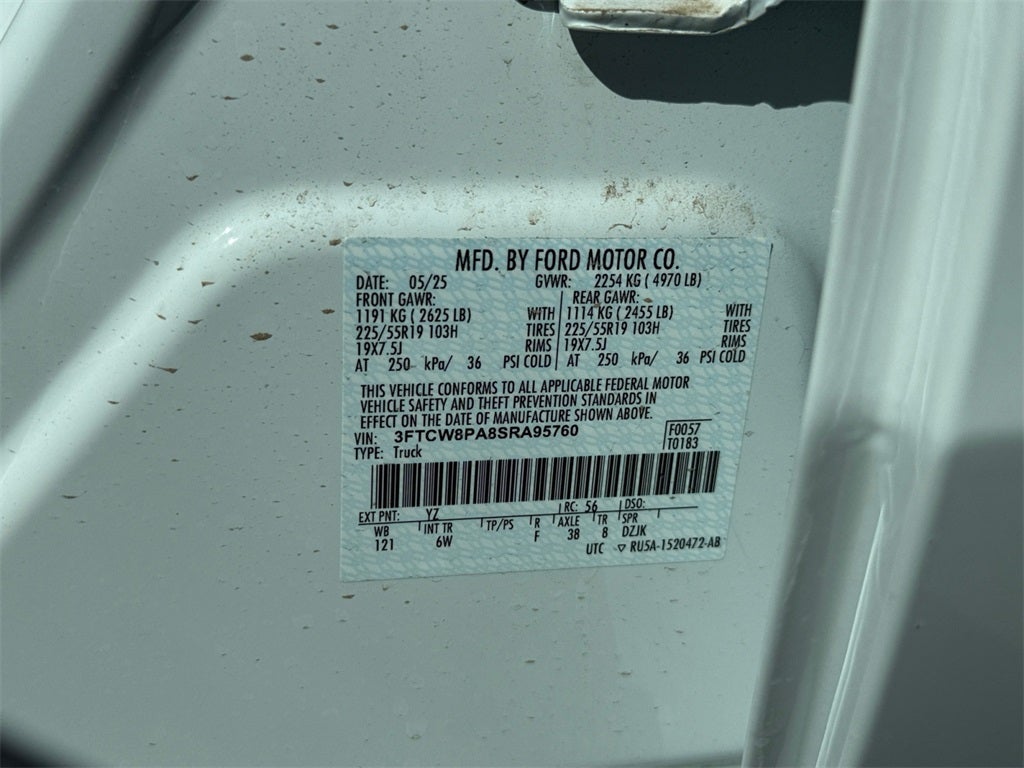 MFD. BY FORD MOTOR CO.
DATE: 05/25 GVWR: 2254 KG ( 4970 LB)
FRONT GAWR: REAR GAWR:
1191 KG ( 2625 LB) WITH 1114 KG ( 2455 LB) WITH
225/55R19 103H TIRES 225/55R19 103H TIRES
19X7.5J RIMS 19X7.5J RIMS
AT 250 kPa/ 36 PSI COLD AT 250 kPa/ 36 PSI COLD
THIS VEHICLE CONFORMS TO ALL APPLICABLE FEDERAL MOTOR
VEHICLE SAFETY AND THEFT PREVENTION STANDARDS IN
EFFECT ON THE DATE OF MANUFACTURE SHOWN ABOVE.
VIN: 3FTCW8PA8SRA95760 F0057
TYPE: Truck T0183
EXT PNT: YZ RC: 56 DSO:
WB INT TR TP/PS R AXLE TR SPR
121 6W F 38 8 DZJK
UTC ▽ RU5A-1520472-AB